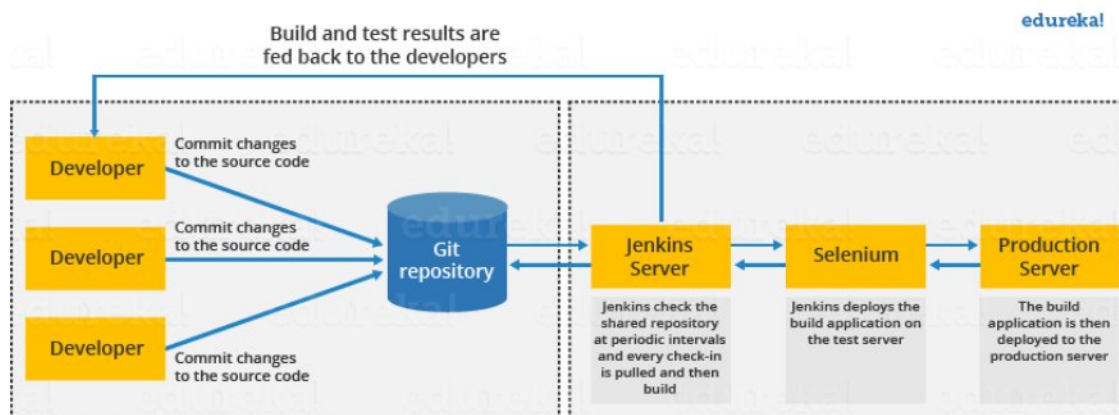 edureka!
Build and test results are
fed back to the developers
Developer
Commit changes
to the source code
Developer
Commit changes
to the source code
Developer
Commit changes
to the source code
Git
repository
Jenkins
Server
Jenkins check the
shared repository
at periodic intervals
and every check-in
is pulled and then
build
Selenium
Jenkins deploys the
build application on
the test server
Production
Server
The build
application is then
deployed to the
production server